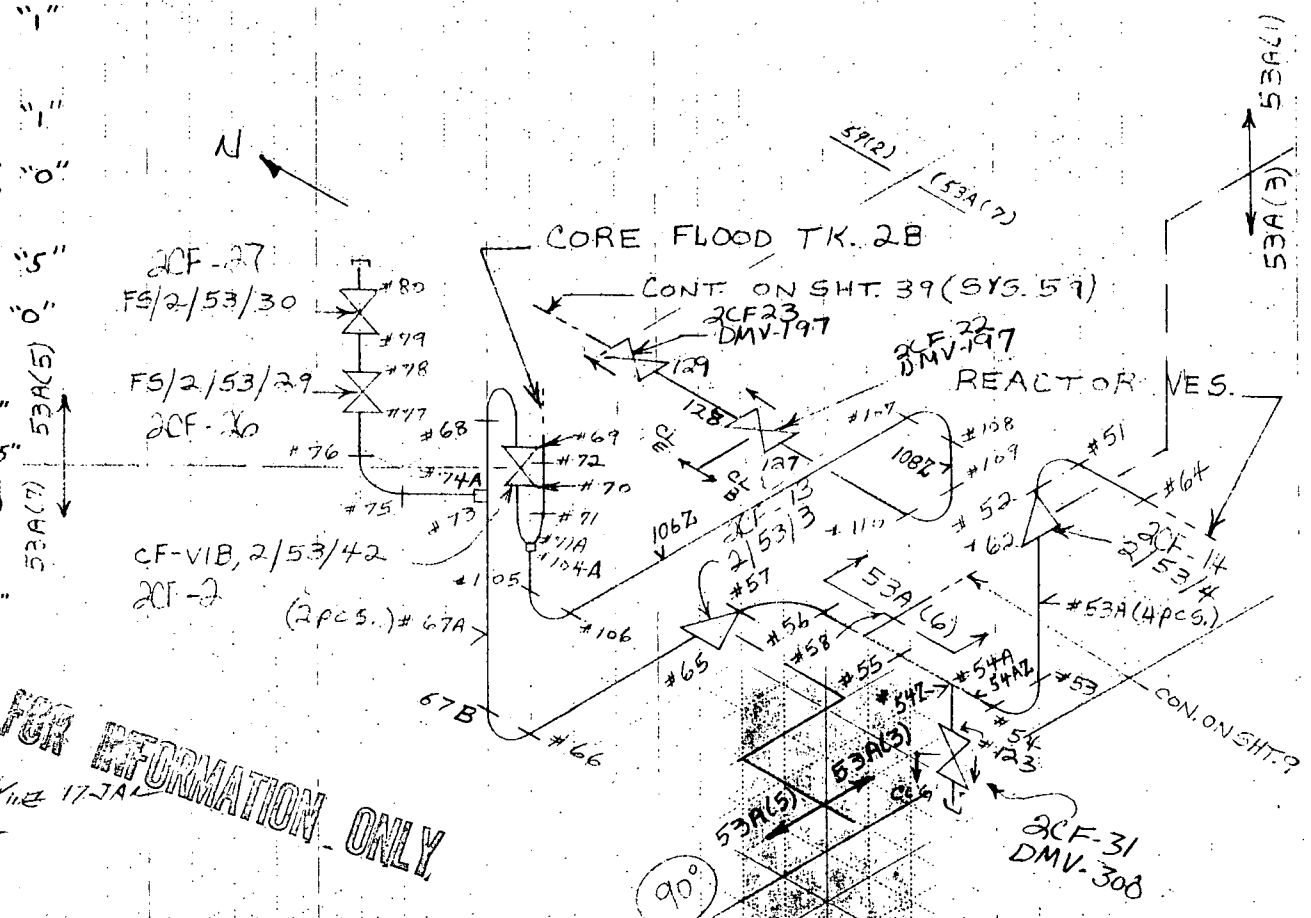 "1"
"1"
"0"
"5"
"0"
53A(5)
53A(7)
53A(1)
53A(3)
N
59(2)
(53A(7)
CORE FLOOD TK. 2B
CONT. ON SHT. 39 (SYS. 59)
2CF-27
FS/2/53/30
#80
#79
FS/2/53/29
2CF-26
#78
#77
#76
#75
2CF23
DMV-197
129
128
127
2CF-22
DMV-197
REACTOR VES.
#68
#69
#72
#70
#74A
#73
#71
#71A
#104A
CF-V1B, 2/53/42
2CF-2
#105
#106
106Z
(2PCS.) #67A
67B
#66
#65
#107
#108
108Z
#109
#110
2CF-13
2/53/3
#57
#56
#58
#55
53A(6)
#51
#52
#62
#64
2CF-14
2/53/4
#53A (4PCS.)
#54A
54AZ
#54Z
#53
#54
#123
CON. ON SHT. ?
53A(3)
53A(5)
2CF-31
DMV-308
90°
FOR INFORMATION ONLY
17 JAN